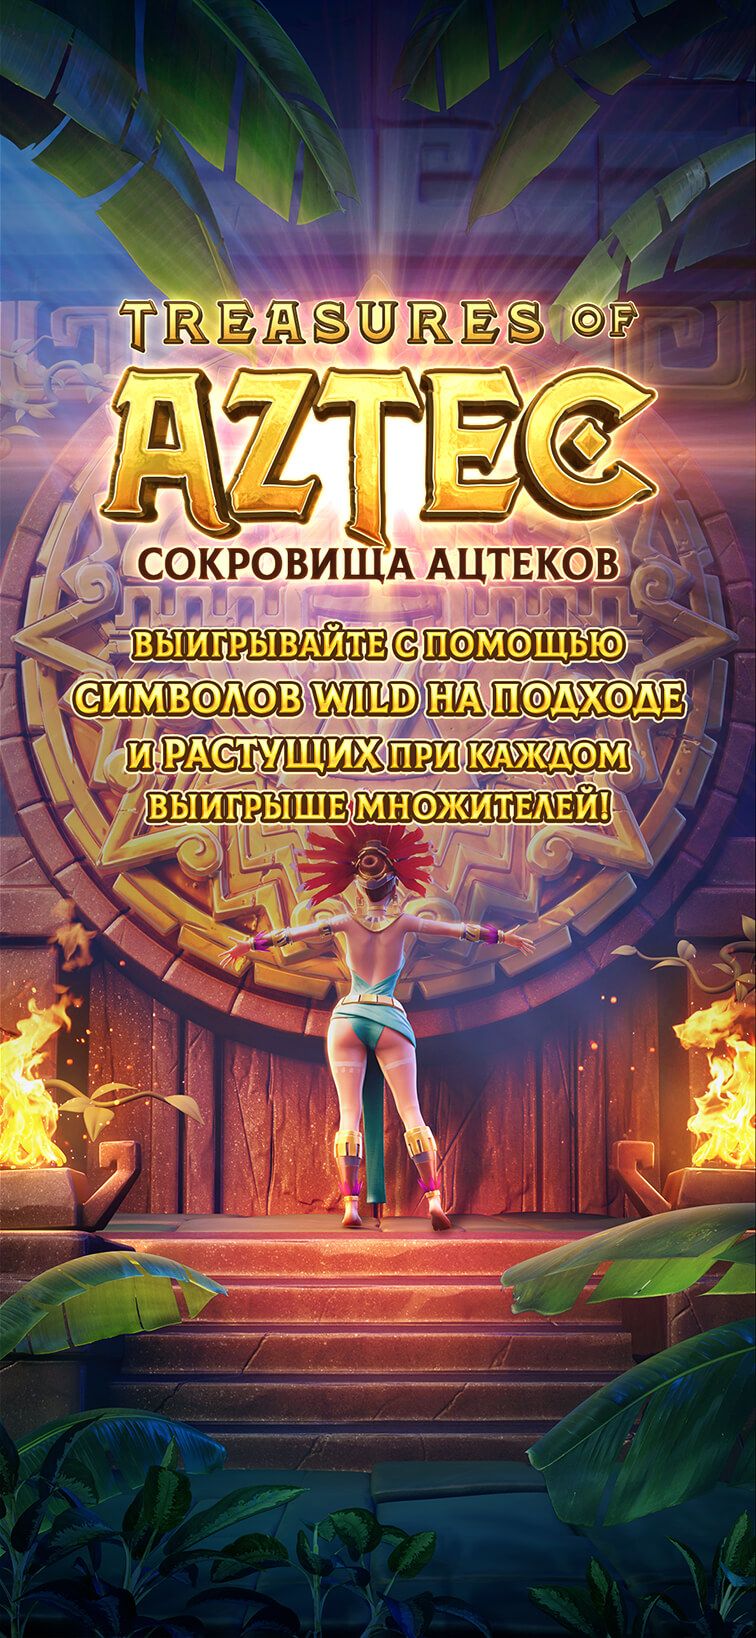 TREASURES OF
AZTEC
СОКРОВИЩА АЦТЕКОВ
ВЫИГРЫВАЙТЕ С ПОМОЩЬЮ
СИМВОЛОВ WILD НА ПОДХОДЕ
И РАСТУЩИХ ПРИ КАЖДОМ
ВЫИГРЫШЕ МНОЖИТЕЛЕЙ!